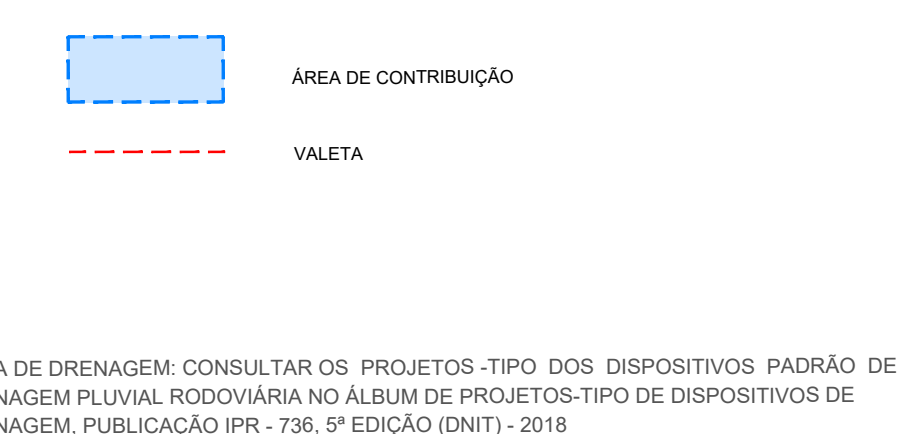 ÁREA DE CONTRIBUIÇÃO
VALETA
A DE DRENAGEM: CONSULTAR OS PROJETOS -TIPO DOS DISPOSITIVOS PADRÃO DE
NAGEM PLUVIAL RODOVIÁRIA NO ÁLBUM DE PROJETOS-TIPO DE DISPOSITIVOS DE
NAGEM, PUBLICAÇÃO IPR - 736, 5ª EDIÇÃO (DNIT) - 2018